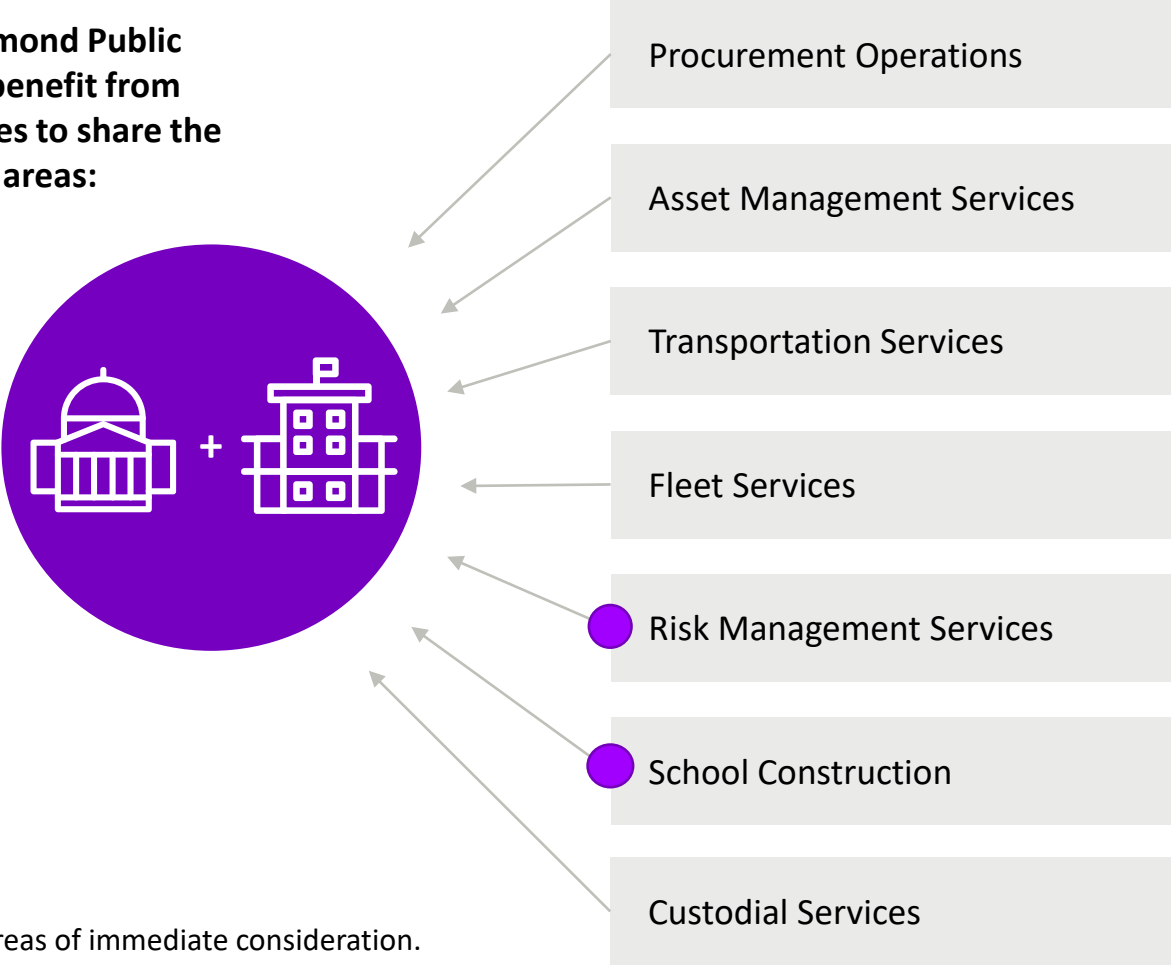 mond Public
benefit from
es to share the
areas:
Procurement Operations
Asset Management Services
Transportation Services
+
Fleet Services
Risk Management Services
School Construction
Custodial Services
reas of immediate consideration.